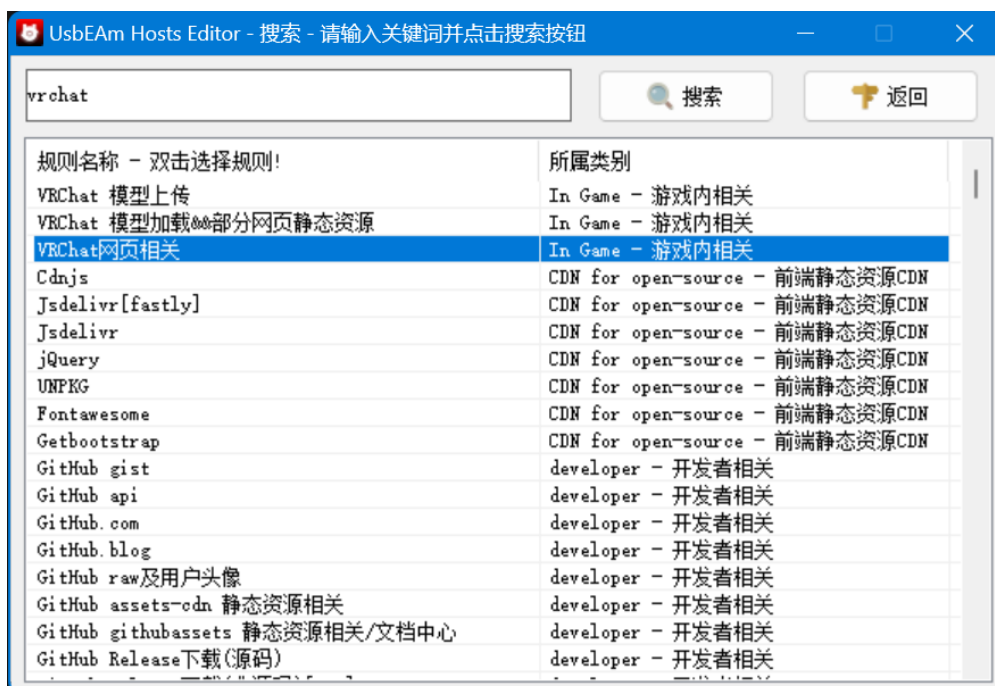 UsbEAm Hosts Editor - 搜索 - 请输入关键词并点击搜索按钮
vrchat 搜索 返回
规则名称 - 双击选择规则! 所属类别
VRChat 模型上传 In Game - 游戏内相关
VRChat 模型加载&&部分网页静态资源 In Game - 游戏内相关
VRChat网页相关 In Game - 游戏内相关
Cdnjs CDN for open-source - 前端静态资源CDN
Jsdelivr[fastly] CDN for open-source - 前端静态资源CDN
Jsdelivr CDN for open-source - 前端静态资源CDN
jQuery CDN for open-source - 前端静态资源CDN
UNPKG CDN for open-source - 前端静态资源CDN
Fontawesome CDN for open-source - 前端静态资源CDN
Getbootstrap CDN for open-source - 前端静态资源CDN
GitHub gist developer - 开发者相关
GitHub api developer - 开发者相关
GitHub.com developer - 开发者相关
GitHub.blog developer - 开发者相关
GitHub raw及用户头像 developer - 开发者相关
GitHub assets-cdn 静态资源相关 developer - 开发者相关
GitHub githubassets 静态资源相关/文档中心 developer - 开发者相关
GitHub Release下载(源码) developer - 开发者相关